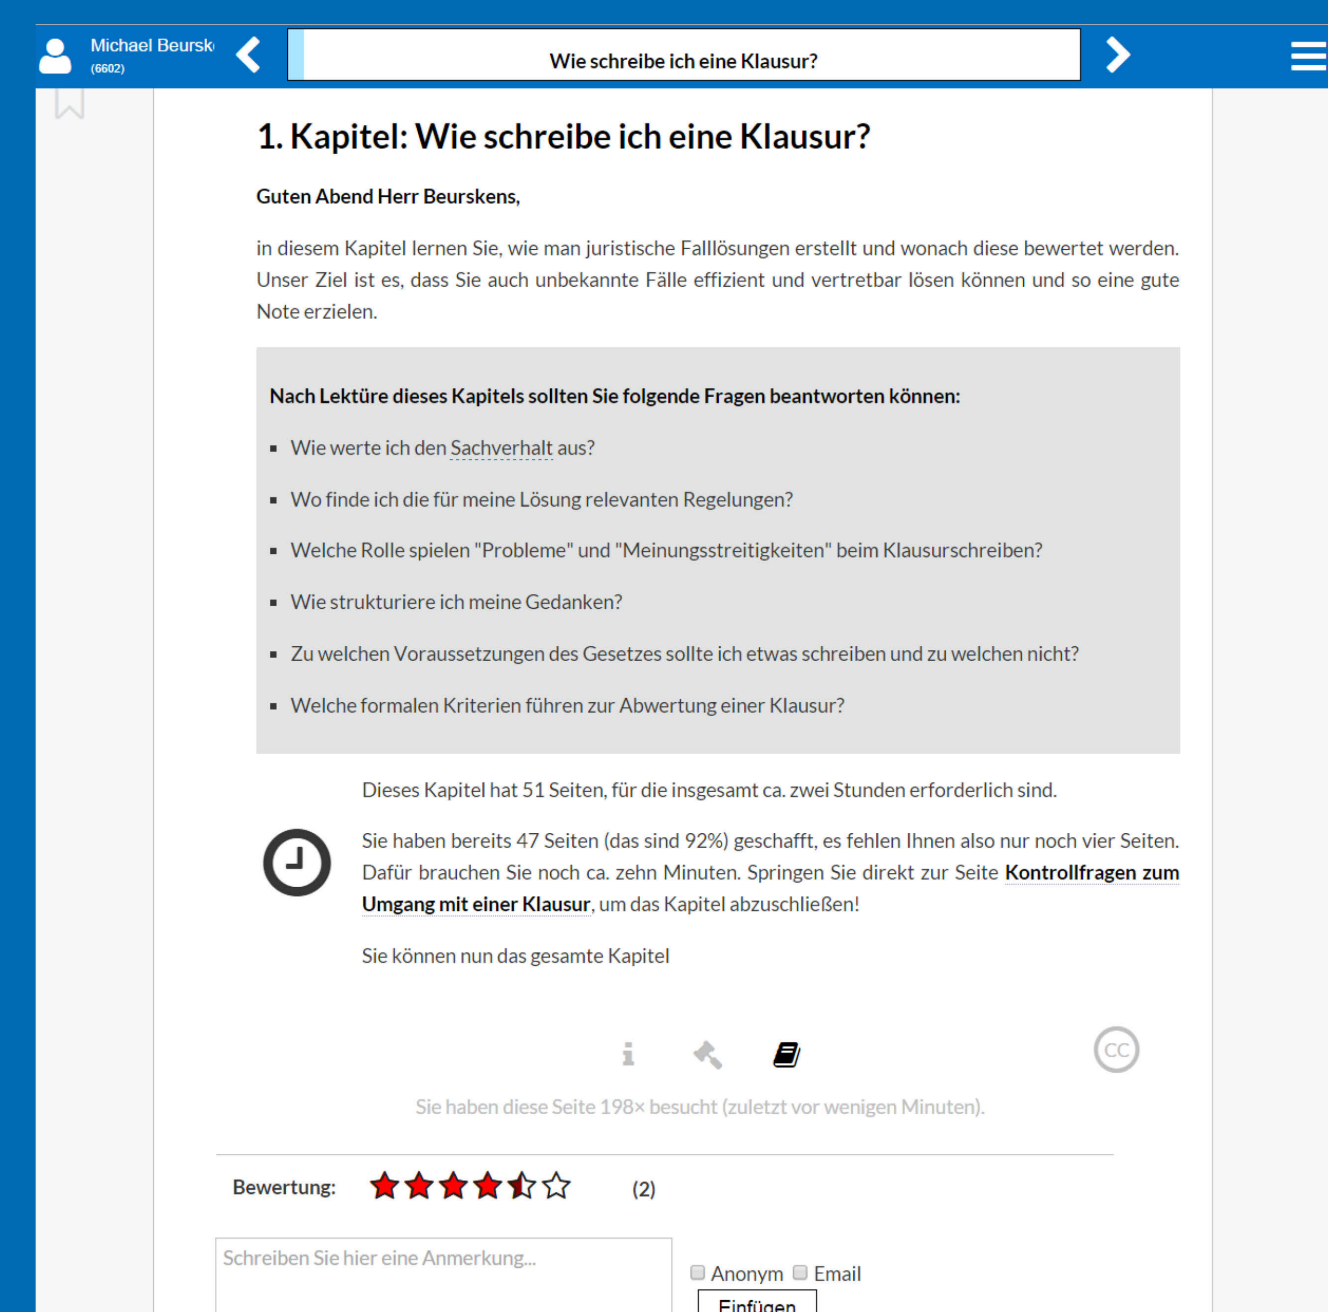 Michael Beursk
(6602)
Wie schreibe ich eine Klausur?
1. Kapitel: Wie schreibe ich eine Klausur?
Guten Abend Herr Beurskens,
in diesem Kapitel lernen Sie, wie man juristische Falllösungen erstellt und wonach diese bewertet werden.
Unser Ziel ist es, dass Sie auch unbekannte Fälle effizient und vertretbar lösen können und so eine gute
Note erzielen.
Nach Lektüre dieses Kapitels sollten Sie folgende Fragen beantworten können:
▪ Wie werte ich den Sachverhalt aus?
▪ Wo finde ich die für meine Lösung relevanten Regelungen?
▪ Welche Rolle spielen "Probleme" und "Meinungsstreitigkeiten" beim Klausurschreiben?
▪ Wie strukturiere ich meine Gedanken?
▪ Zu welchen Voraussetzungen des Gesetzes sollte ich etwas schreiben und zu welchen nicht?
▪ Welche formalen Kriterien führen zur Abwertung einer Klausur?
Dieses Kapitel hat 51 Seiten, für die insgesamt ca. zwei Stunden erforderlich sind.
Sie haben bereits 47 Seiten (das sind 92%) geschafft, es fehlen Ihnen also nur noch vier Seiten.
Dafür brauchen Sie noch ca. zehn Minuten. Springen Sie direkt zur Seite Kontrollfragen zum
Umgang mit einer Klausur, um das Kapitel abzuschließen!
Sie können nun das gesamte Kapitel
CC
Sie haben diese Seite 198× besucht (zuletzt vor wenigen Minuten).
Bewertung: (2)
Schreiben Sie hier eine Anmerkung...
Anonym Email
Einfügen